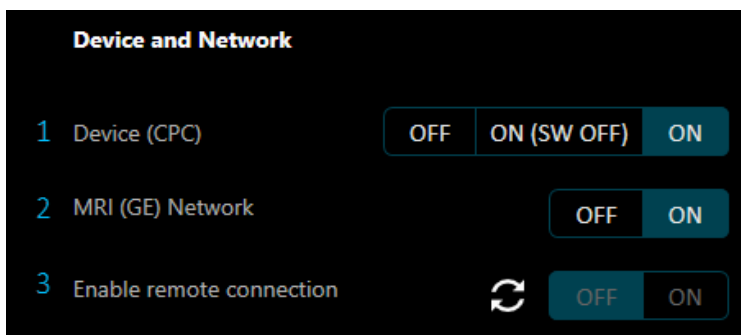 Device and Network
1 Device (CPC) OFF ON (SW OFF) ON
2 MRI (GE) Network OFF ON
3 Enable remote connection OFF ON